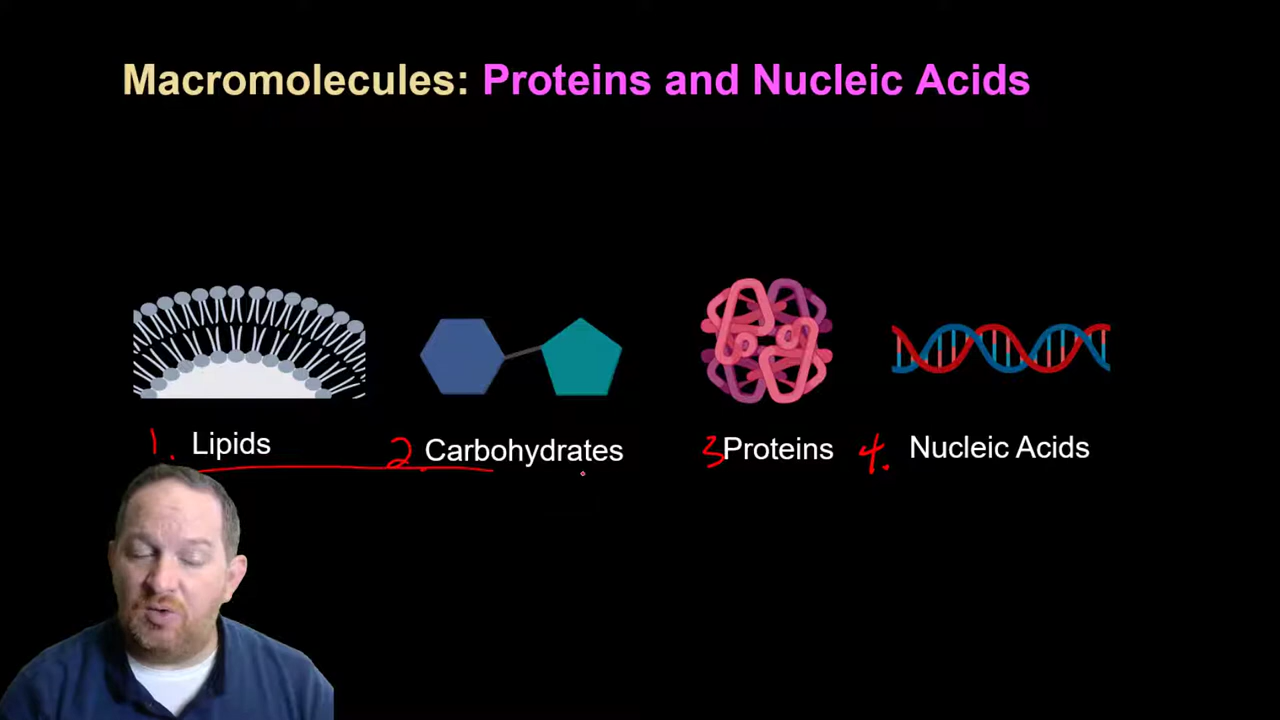 Macromolecules: Proteins and Nucleic Acids
1. Lipids 2. Carbohydrates 3 Proteins 4. Nucleic Acids